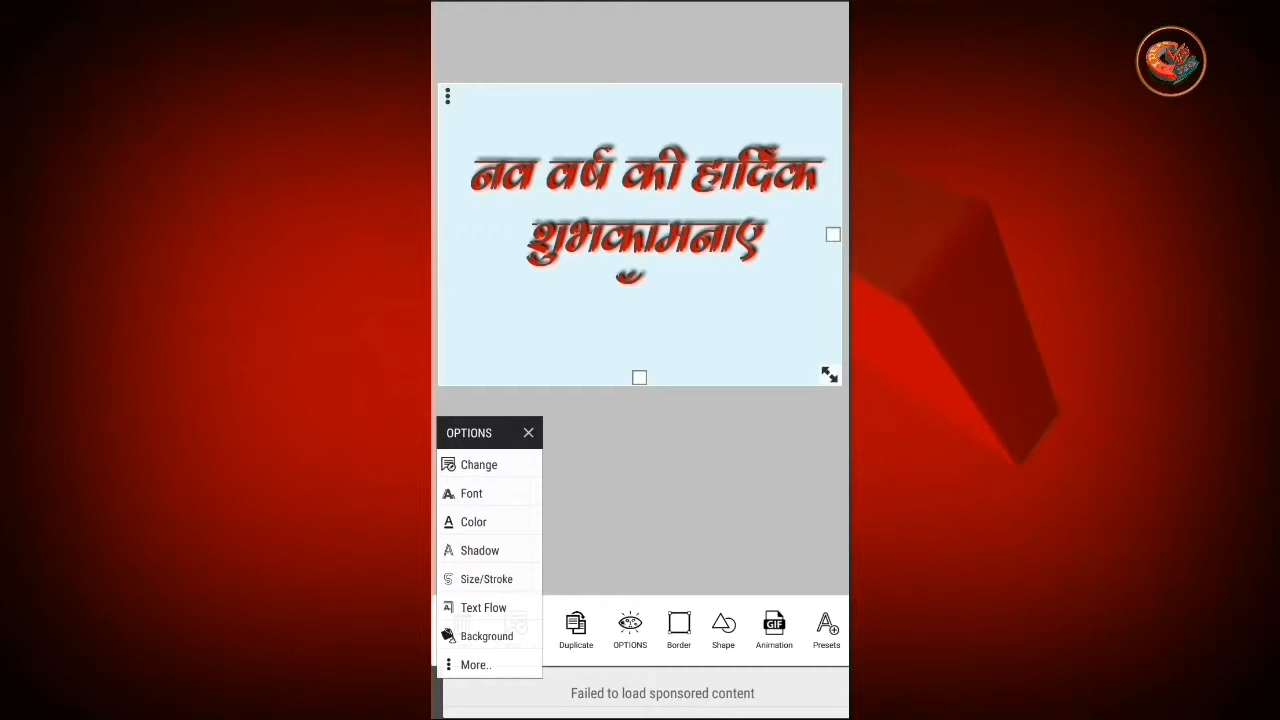 नव वर्ष की हार्दिक
शुभकामनाए
OPTIONS
Change
Font
Color
Shadow
Size/Stroke
Text Flow
Background
More..
Duplicate
OPTIONS
Border
Shape
GIF
Animation
Presets
Failed to load sponsored content